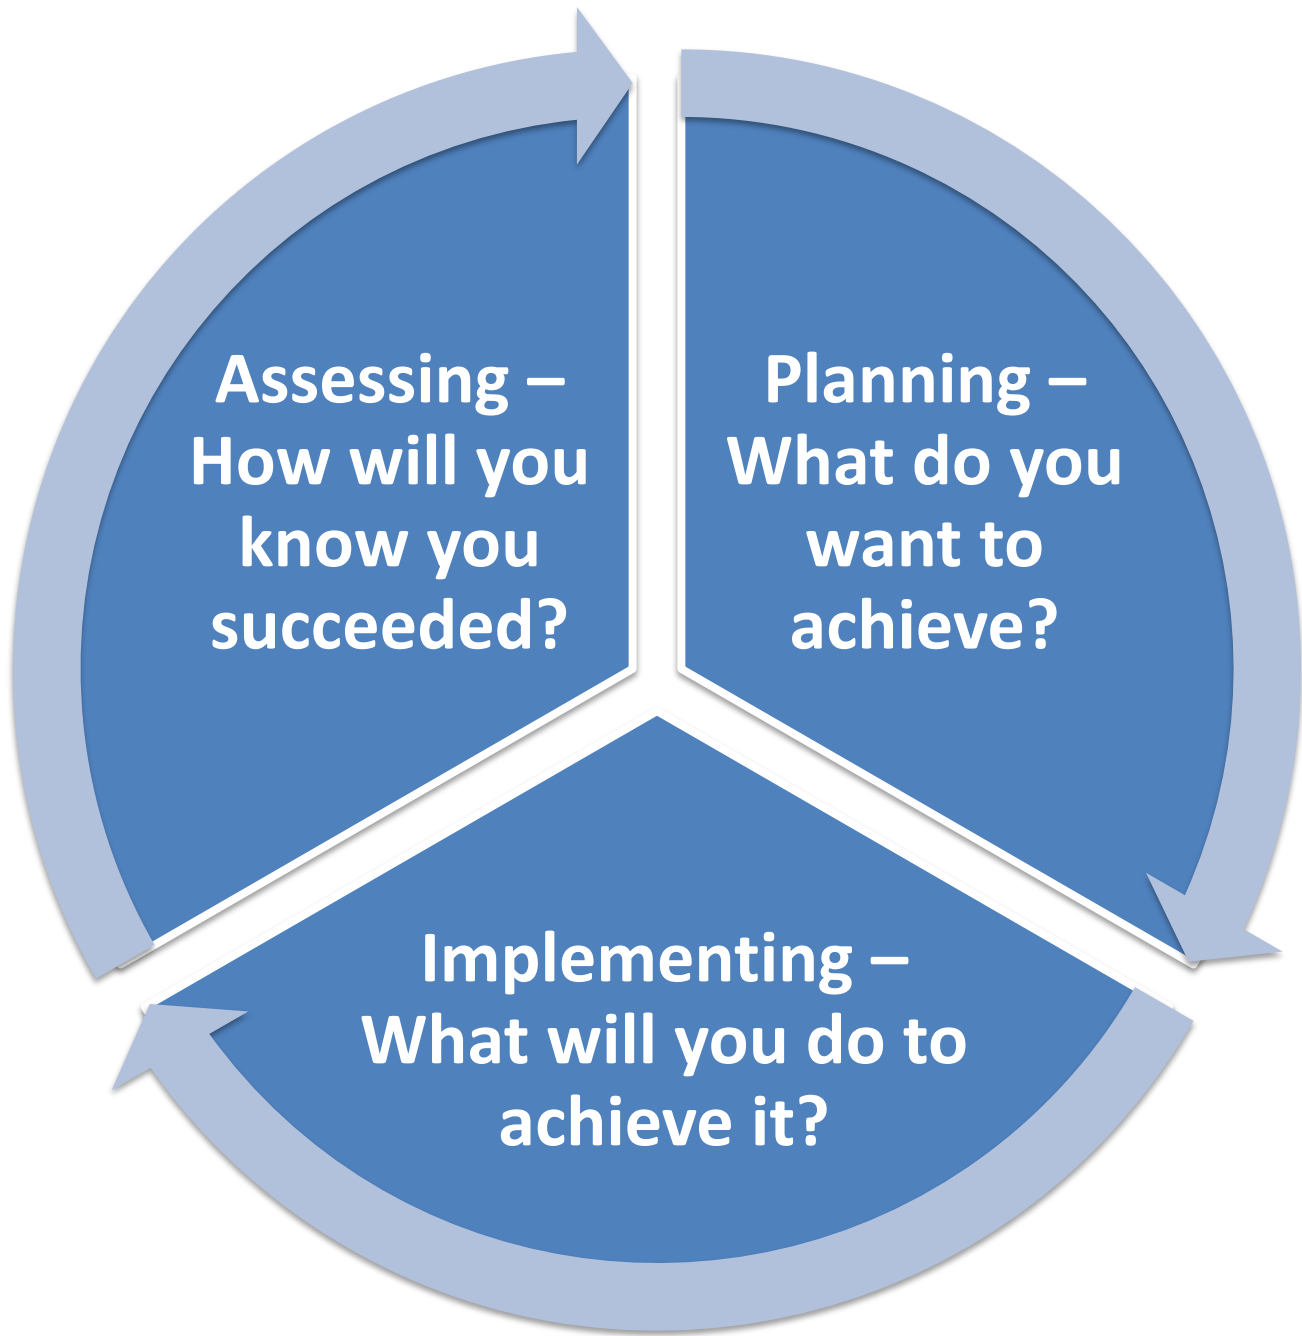 Assessing –
How will you
know you
succeeded?
Planning –
What do you
want to
achieve?
Implementing –
What will you do to
achieve it?